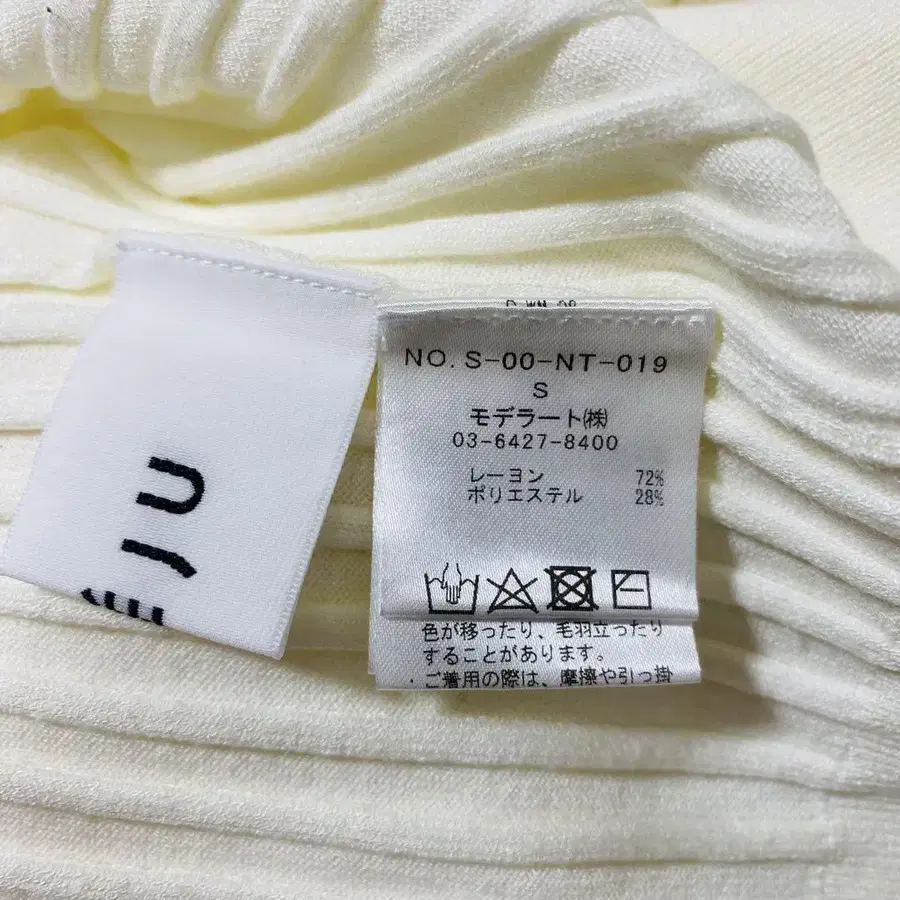 NO. S-00-NT-019
S
モデラート㈱
03-6427-8400
レーヨン 72%
ポリエステル 28%
色が移ったり、毛羽立ったり
することがあります。
・ご着用の際は、摩擦や引っ掛
JU